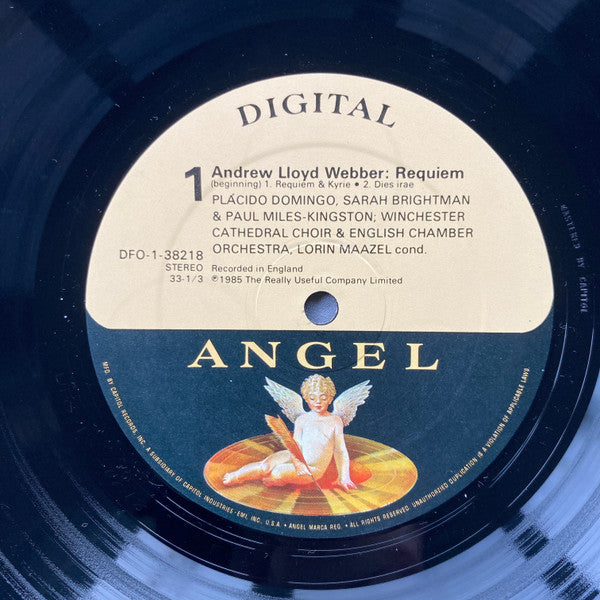 DIGITAL
1
Andrew Lloyd Webber: Requiem
(beginning) 1. Requiem & Kyrie • 2. Dies irae
PLÁCIDO DOMINGO, SARAH BRIGHTMAN
& PAUL MILES-KINGSTON; WINCHESTER
CATHEDRAL CHOIR & ENGLISH CHAMBER
ORCHESTRA, LORIN MAAZEL cond.
DFO-1-38218
STEREO
33-1/3
Recorded in England
℗1985 The Really Useful Company Limited
ANGEL
MFG. BY CAPITOL RECORDS, INC., A SUBSIDIARY OF CAPITOL INDUSTRIES-EMI, INC., U.S.A. • ANGEL MARCA REG. • ALL RIGHTS RESERVED. UNAUTHORIZED DUPLICATION IS A VIOLATION OF APPLICABLE LAWS.
MASTERED BY CAPITOL